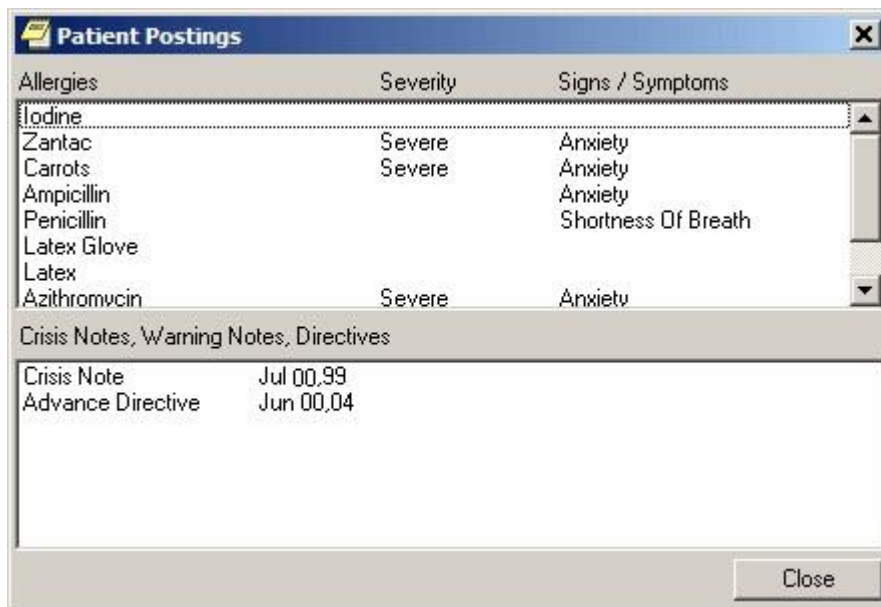 Patient Postings
Allergies Severity Signs / Symptoms
Iodine
Zantac Severe Anxiety
Carrots Severe Anxiety
Ampicillin Anxiety
Penicillin Shortness Of Breath
Latex Glove
Latex
Azithromycin Severe Anxiety
Crisis Notes, Warning Notes, Directives
Crisis Note Jul 00,99
Advance Directive Jun 00,04
Close